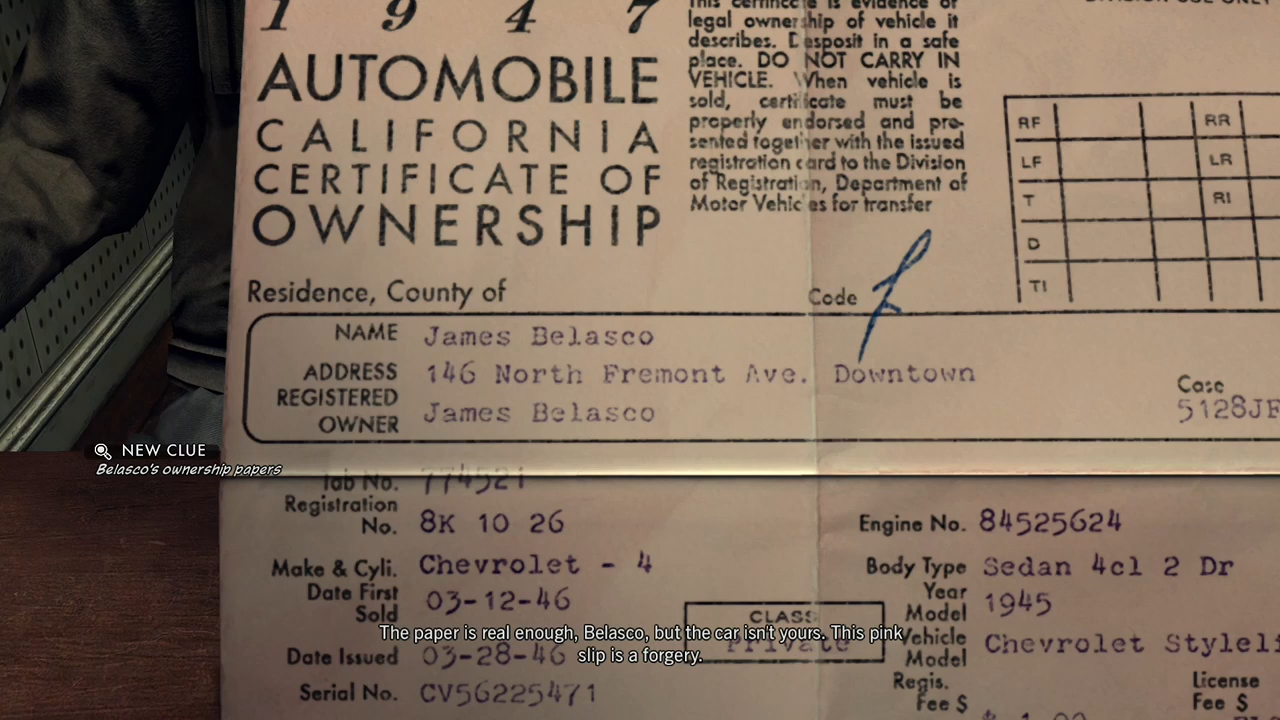 1 9 4 7
AUTOMOBILE
CALIFORNIA
CERTIFICATE OF
OWNERSHIP
This certificate is evidence of
legal ownership of vehicle it
describes. Desposit in a safe
place. DO NOT CARRY IN
VEHICLE. When vehicle is
sold, certificate must be
properly endorsed and pre-
sented together with the issued
registration card to the Division
of Registration, Department of
Motor Vehicles for transfer
DIVISION USE ONLY
RF RR
LF LR
T RI
D
TI
Residence, County of
Code
NAME James Belasco
ADDRESS 146 North Fremont Ave. Downtown
REGISTERED
OWNER James Belasco
Case
5128JF
NEW CLUE
Belasco's ownership papers
Tab No. 774521
Registration
No. 8K 10 26
Engine No. 84525624
Make & Cyli. Chevrolet - 4
Body Type Sedan 4cl 2 Dr
Date First
Sold 03-12-46
Year
Model 1945
CLASS
Private
Vehicle
Model Chevrolet Styleli
The paper is real enough, Belasco, but the car isn't yours. This pink
slip is a forgery.
Date Issued 03-28-46
Serial No. CV56225471
Regis.
Fee $
License
Fee $